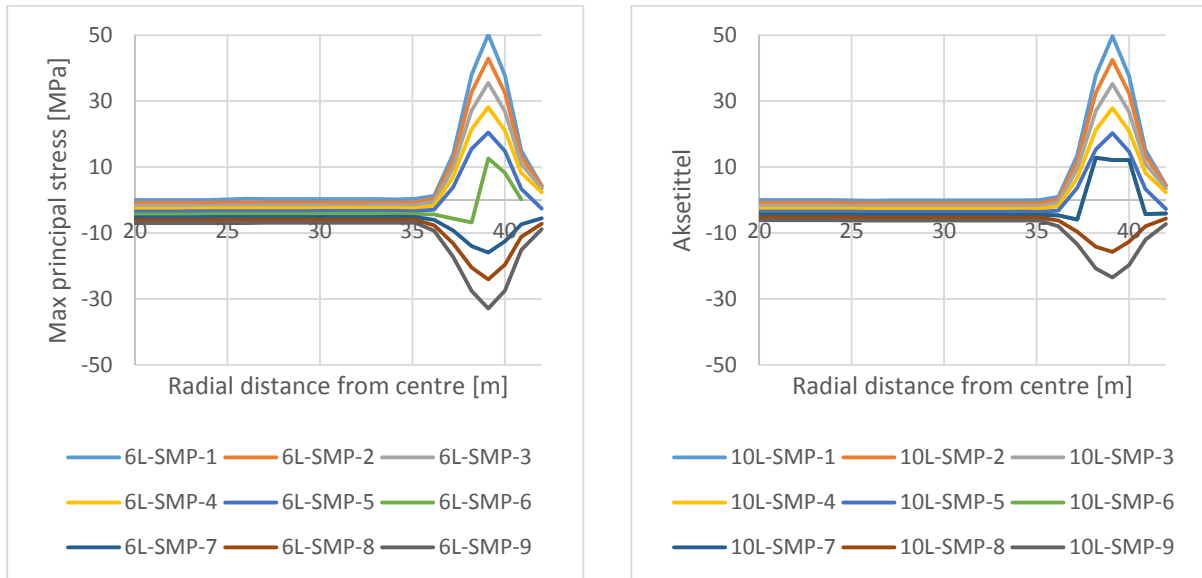 50
30
10
-10
-30
-50
20 25 30 35 40
Max principal stress [MPa]
Radial distance from centre [m]
6L-SMP-1 6L-SMP-2 6L-SMP-3
6L-SMP-4 6L-SMP-5 6L-SMP-6
6L-SMP-7 6L-SMP-8 6L-SMP-9
50
30
10
-10
-30
-50
20 25 30 35 40
Aksetittel
Radial distance from centre [m]
10L-SMP-1 10L-SMP-2 10L-SMP-3
10L-SMP-4 10L-SMP-5 10L-SMP-6
10L-SMP-7 10L-SMP-8 10L-SMP-9